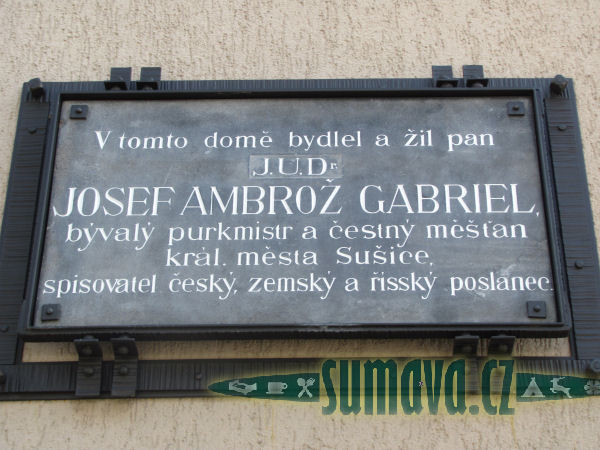 V tomto domě bydlel a žil pan
J.U.Dr.
JOSEF AMBROŽ GABRIEL,
bývalý purkmistr a čestný měšťan
král. města Sušice,
spisovatel český, zemský a říšský poslanec.
sumava.cz